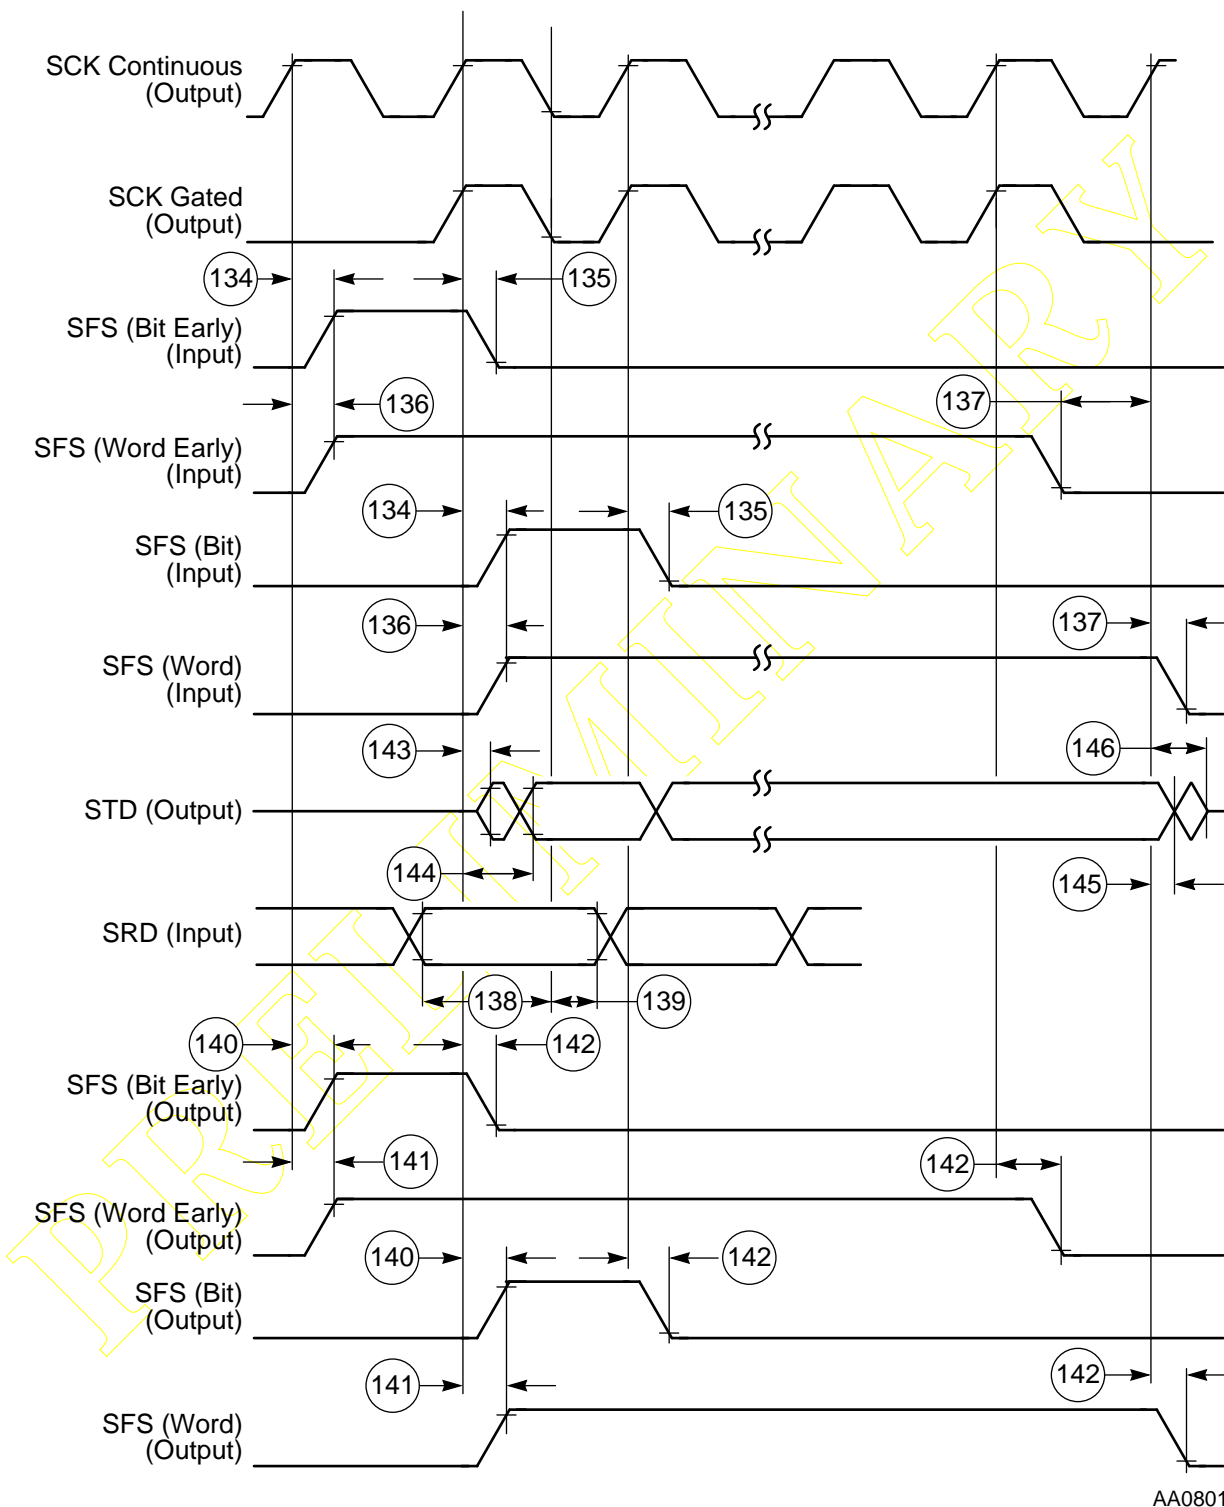 SCK Continuous
(Output)
SCK Gated
(Output)
134
135
SFS (Bit Early)
(Input)
136
137
SFS (Word Early)
(Input)
134
135
SFS (Bit)
(Input)
136
137
SFS (Word)
(Input)
143
146
STD (Output)
144
145
SRD (Input)
138
139
140
142
SFS (Bit Early)
(Output)
141
142
SFS (Word Early)
(Output)
140
142
SFS (Bit)
(Output)
141
142
SFS (Word)
(Output)
AA0801
PRELIMINARY